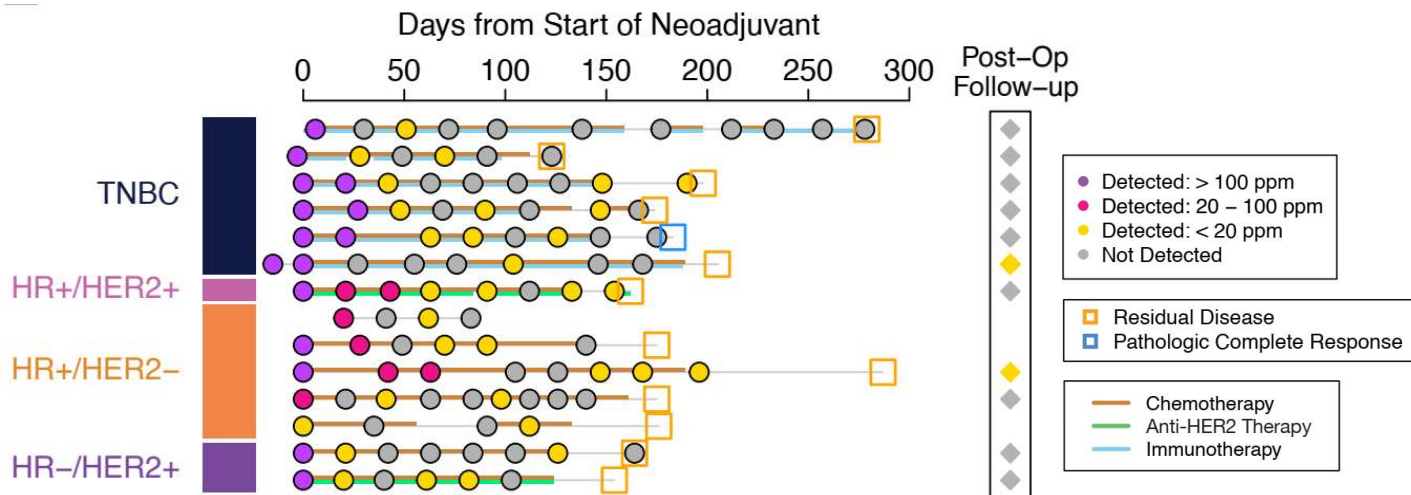 Days from Start of Neoadjuvant
0 50 100 150 200 250 300
Post−Op
Follow−up
TNBC
HR+/HER2+
HR+/HER2−
HR−/HER2+
Detected: > 100 ppm
Detected: 20 − 100 ppm
Detected: < 20 ppm
Not Detected
Residual Disease
Pathologic Complete Response
Chemotherapy
Anti-HER2 Therapy
Immunotherapy